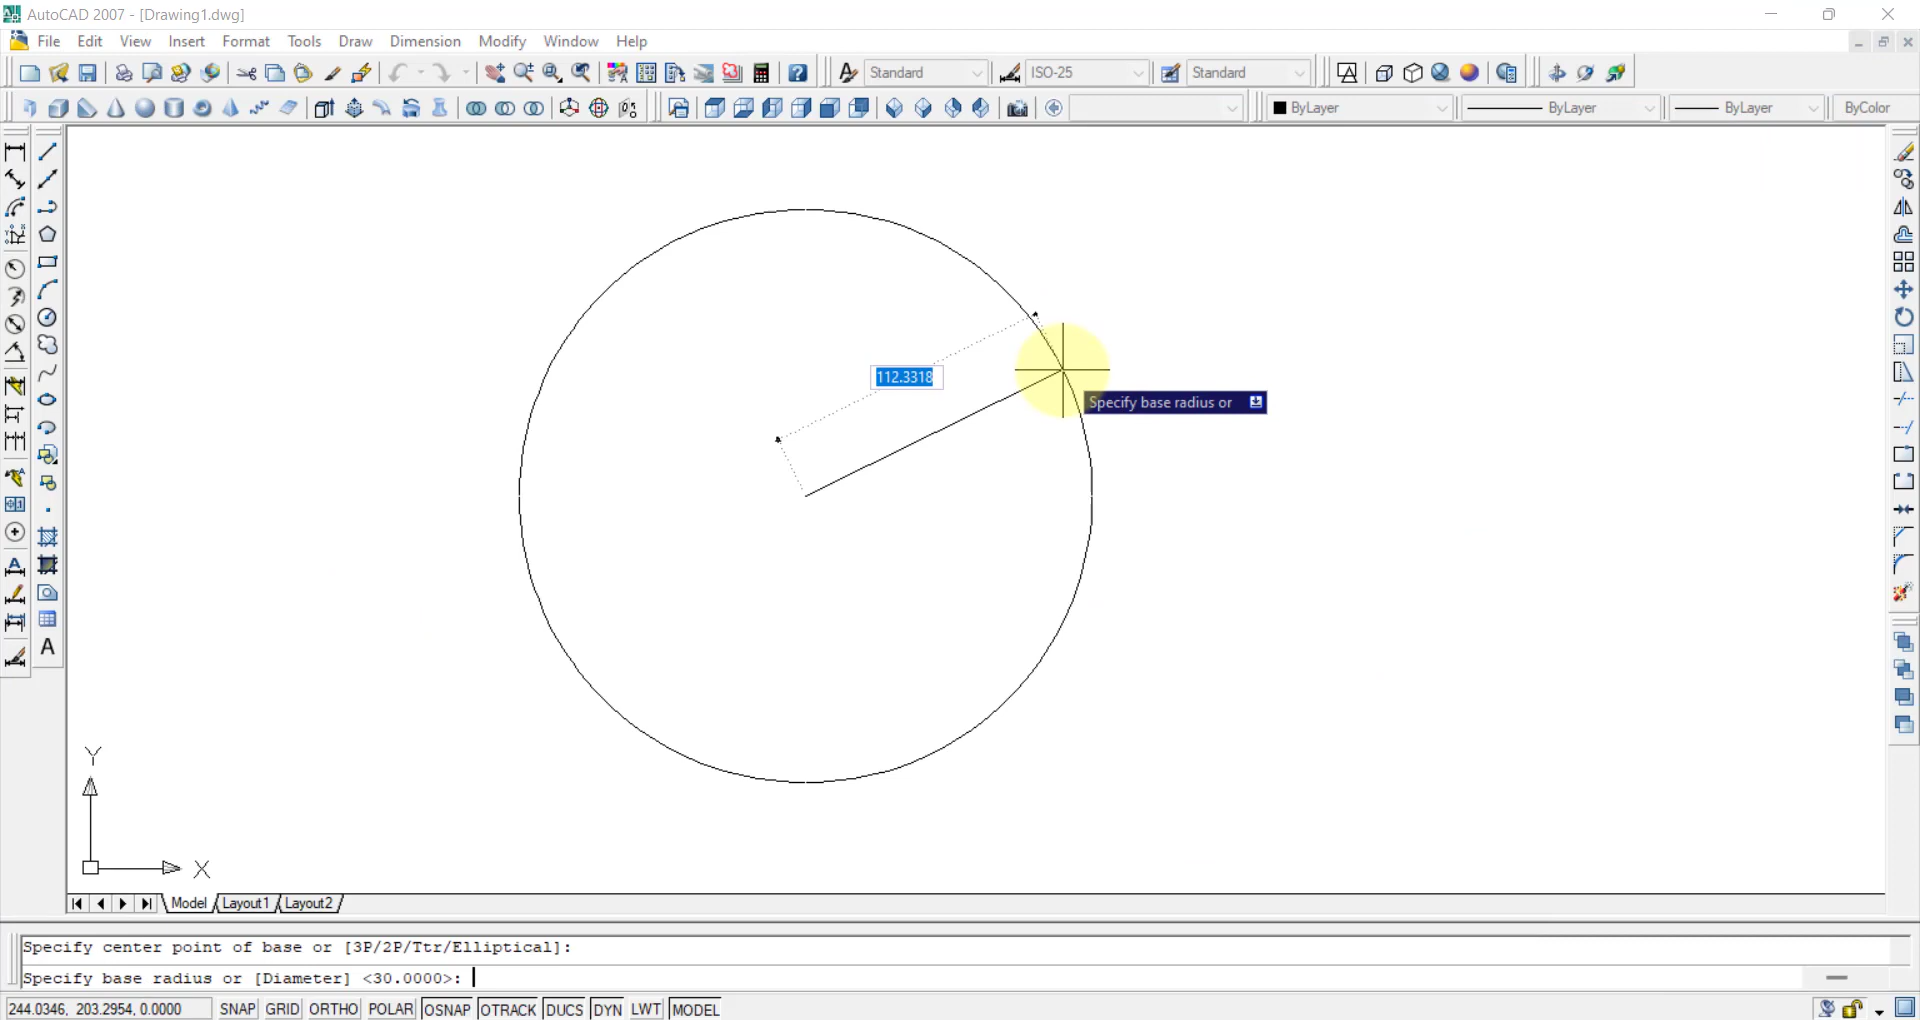 AutoCAD 2007 - [Drawing1.dwg]
File Edit View Insert Format Tools Draw Dimension Modify Window Help
Standard ISO-25 Standard
ByLayer ByLayer ByLayer ByColor
112.3318
Specify base radius or
Y
X
Model Layout1 Layout2
Specify center point of base or [3P/2P/Ttr/Elliptical]:
Specify base radius or [Diameter] <30.0000>:
244.0346, 203.2954, 0.0000 SNAP GRID ORTHO POLAR OSNAP OTRACK DUCS DYN LWT MODEL